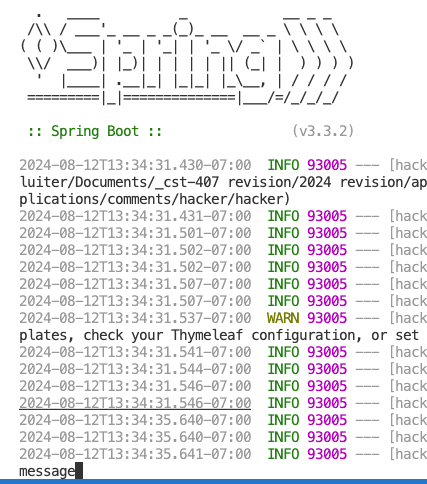 .   ____          _            __ _ _
 /\\ / ___'_ __ _ _(_)_ __  __ _ \ \ \ \
( ( )\___ | '_ | '_| | '_ \/ _` | \ \ \ \
 \\/  ___)| |_)| | | | | || (_| |  ) ) ) )
  '  |____| .__|_| |_|_| |_\__, | / / / /
 =========|_|==============|___/=/_/_/_/
:: Spring Boot :: (v3.3.2)
2024-08-12T13:34:31.430-07:00 INFO 93005 --- [hack
luiter/Documents/_cst-407 revision/2024 revision/ap
plications/comments/hacker/hacker)
2024-08-12T13:34:31.431-07:00 INFO 93005 --- [hack
2024-08-12T13:34:31.501-07:00 INFO 93005 --- [hack
2024-08-12T13:34:31.502-07:00 INFO 93005 --- [hack
2024-08-12T13:34:31.502-07:00 INFO 93005 --- [hack
2024-08-12T13:34:31.507-07:00 INFO 93005 --- [hack
2024-08-12T13:34:31.507-07:00 INFO 93005 --- [hack
2024-08-12T13:34:31.537-07:00 WARN 93005 --- [hack
plates, check your Thymeleaf configuration, or set
2024-08-12T13:34:31.541-07:00 INFO 93005 --- [hack
2024-08-12T13:34:31.544-07:00 INFO 93005 --- [hack
2024-08-12T13:34:31.546-07:00 INFO 93005 --- [hack
2024-08-12T13:34:31.546-07:00 INFO 93005 --- [hack
2024-08-12T13:34:35.640-07:00 INFO 93005 --- [hack
2024-08-12T13:34:35.640-07:00 INFO 93005 --- [hack
2024-08-12T13:34:35.641-07:00 INFO 93005 --- [hack
message